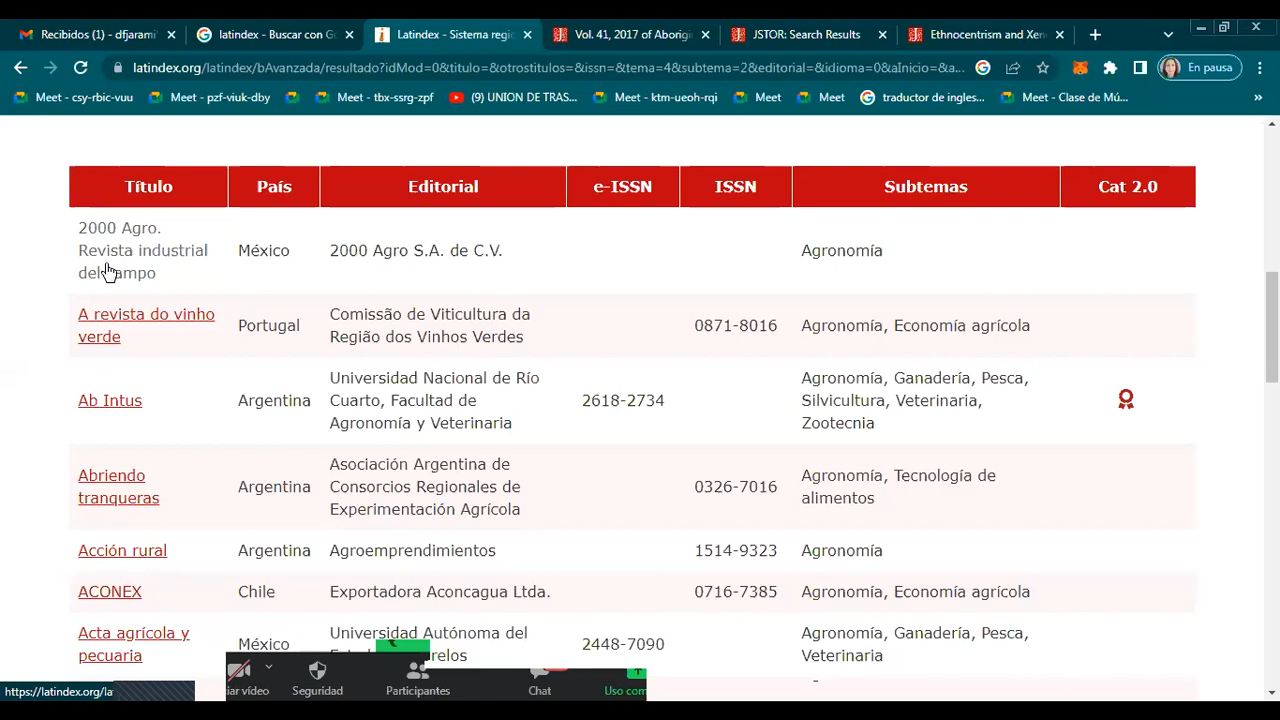 Recibidos (1) - dfjarami
latindex - Buscar con G
Latindex - Sistema regi
Vol. 41, 2017 of Aborigi
JSTOR: Search Results
Ethnocentrism and Xen
latindex.org/latindex/bAvanzada/resultado?idMod=0&titulo=&otrostitulos=&issn=&tema=4&subtema=2&editorial=&idioma=0&aInicio=&a...
En pausa
Meet - csy-rbic-vuu
Meet - pzf-viuk-dby
Meet - tbx-ssrg-pzf
(9) UNION DE TRAS...
Meet - ktm-ueoh-rqi
Meet
Meet
traductor de ingles...
Meet - Clase de Mú...
Título País Editorial e-ISSN ISSN Subtemas Cat 2.0
2000 Agro.
Revista industrial México 2000 Agro S.A. de C.V. Agronomía
del campo
A revista do vinho Comissão de Viticultura da
Portugal 0871-8016 Agronomía, Economía agrícola
verde Região dos Vinhos Verdes
Universidad Nacional de Río Agronomía, Ganadería, Pesca,
Ab Intus Argentina Cuarto, Facultad de 2618-2734 Silvicultura, Veterinaria,
Agronomía y Veterinaria Zootecnia
Asociación Argentina de
Abriendo Agronomía, Tecnología de
Argentina Consorcios Regionales de 0326-7016
tranqueras alimentos
Experimentación Agrícola
Acción rural Argentina Agroemprendimientos 1514-9323 Agronomía
ACONEX Chile Exportadora Aconcagua Ltda. 0716-7385 Agronomía, Economía agrícola
Acta agrícola y Universidad Autónoma del Agronomía, Ganadería, Pesca,
México 2448-7090
pecuaria relos Veterinaria
https://latindex.org/lat
iar vídeo
Seguridad
Participantes
Chat
Uso com